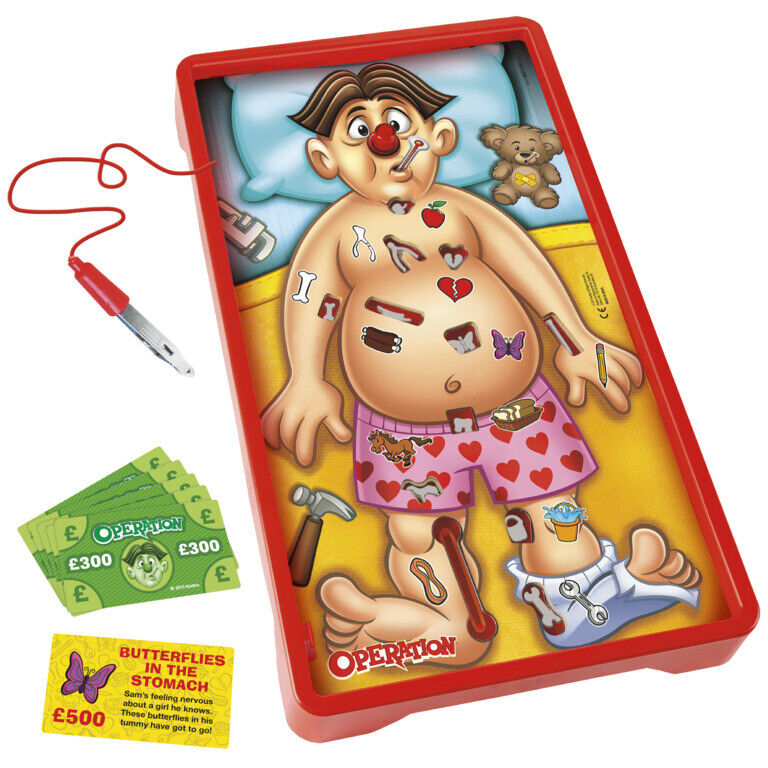 OPERATION
£
£
£
£
£
£
£
OPERATION
£300
£300
£
£
BUTTERFLIES
IN THE
STOMACH
Sam's feeling nervous
about a girl he knows.
These butterflies in his
tummy have got to go!
£500